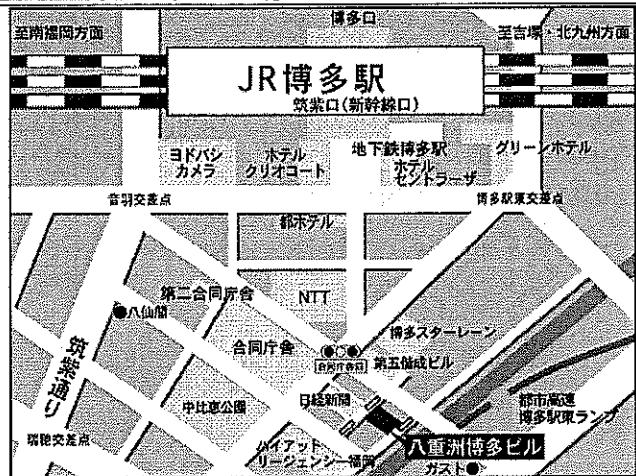 博多口
至南福岡方面
至吉塚・北九州方面
JR博多駅
筑紫口(新幹線口)
ヨドバシ
カメラ
ホテル
クリオコート
地下鉄博多駅
ホテル
セントラーザ
グリーンホテル
音羽交差点
博多駅東交差点
都ホテル
第二合同庁舎
NTT
●八仙閣
合同庁舎
博多スターレーン
合同庁舎前
第五偕成ビル
筑紫通り
中比恵公園
日経新聞
都市高速
博多駅東ランプ
瑞穂交差点
ハイアット
リージェンシー福岡
八重洲博多ビル
ガスト●